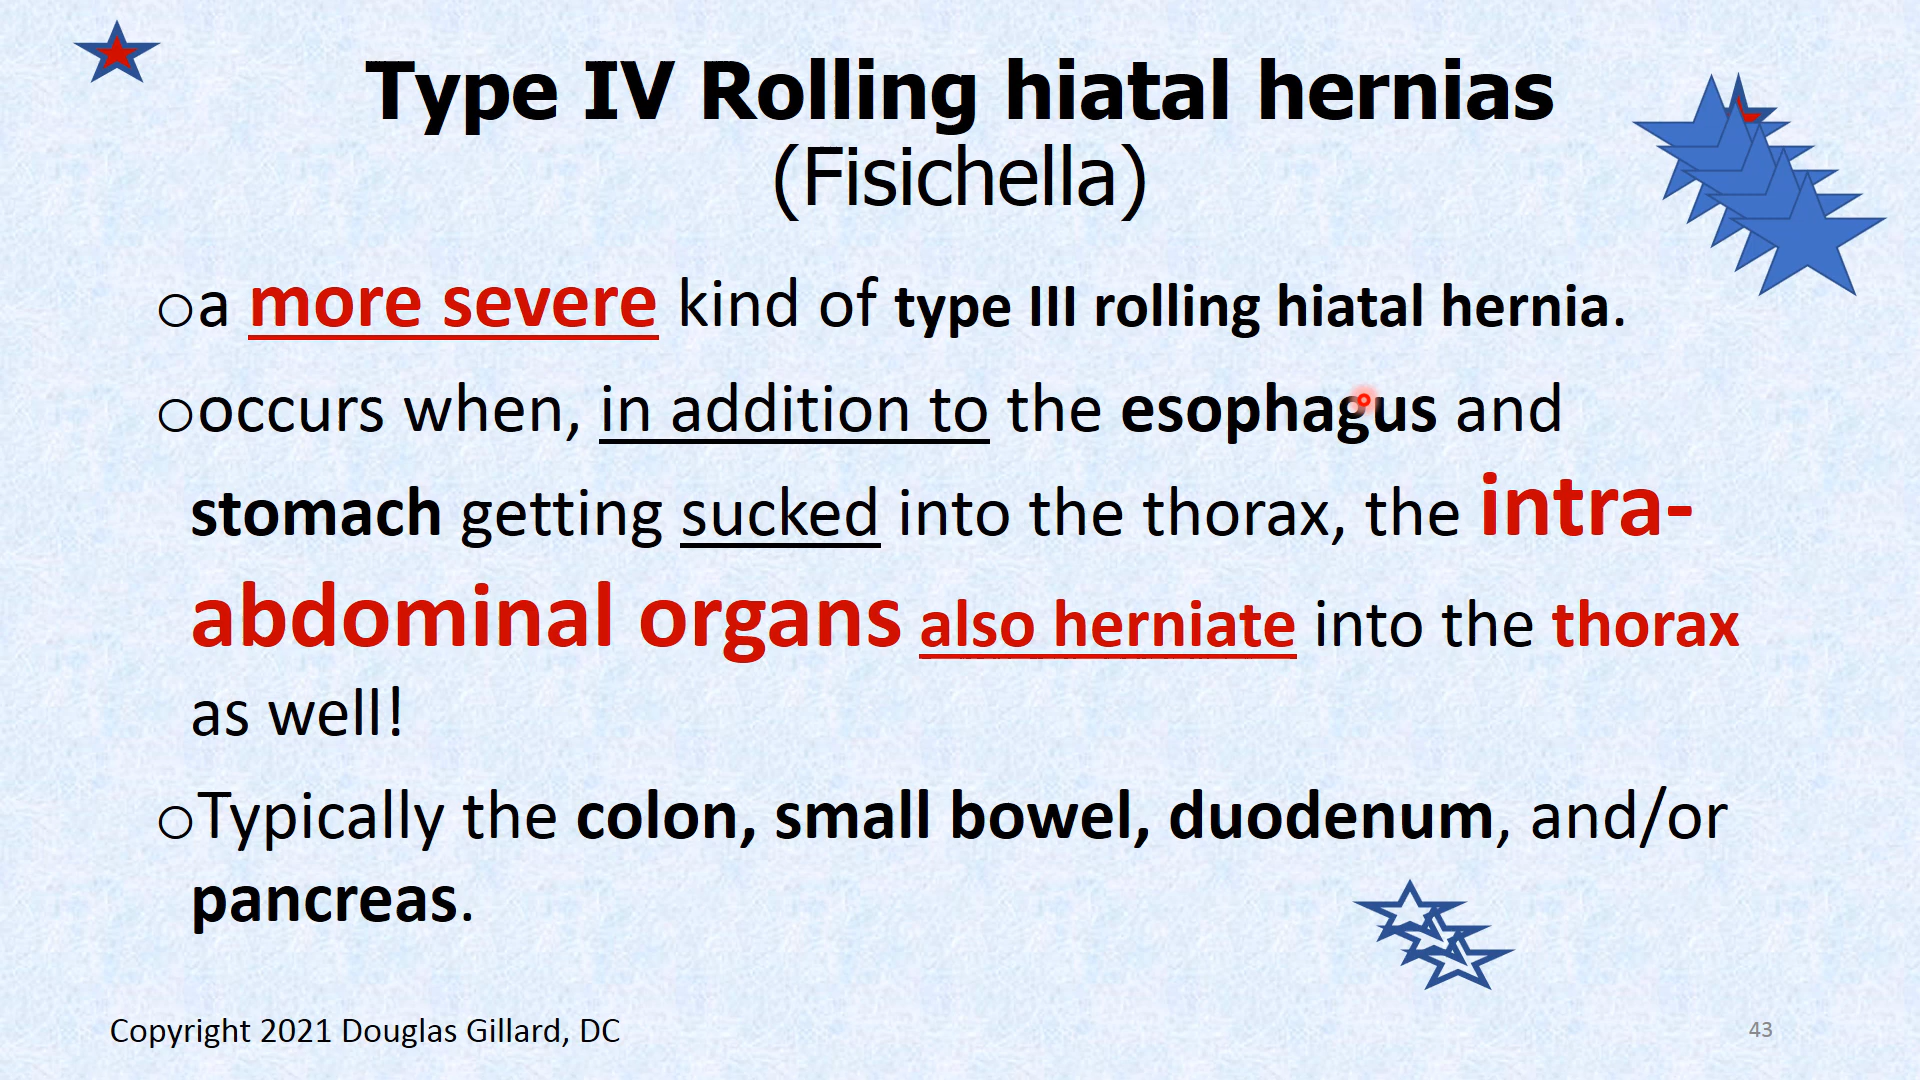 Type IV Rolling hiatal hernias
(Fisichella)
oa more severe kind of type III rolling hiatal hernia.
ooccurs when, in addition to the esophagus and
stomach getting sucked into the thorax, the intra-
abdominal organs also herniate into the thorax
as well!
oTypically the colon, small bowel, duodenum, and/or
pancreas.
Copyright 2021 Douglas Gillard, DC
43